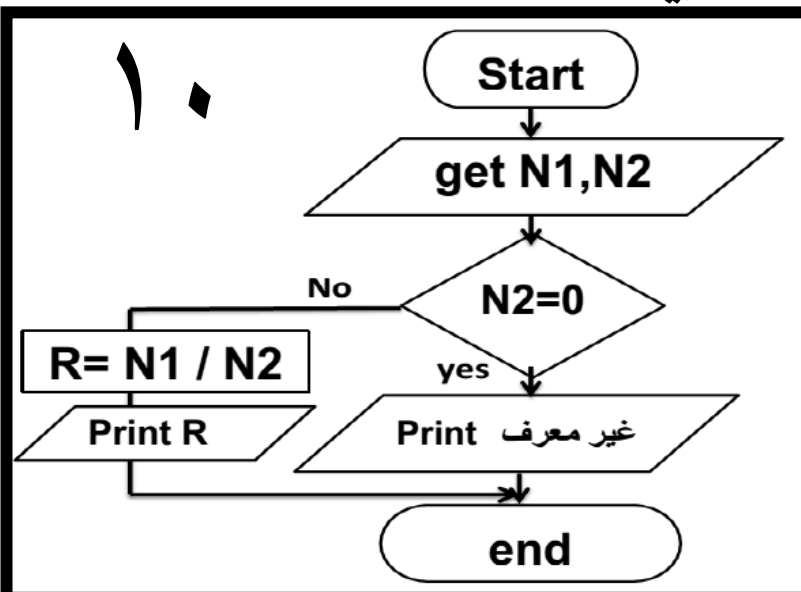 ١٠
Start
get N1,N2
N2=0
No
yes
R= N1 / N2
Print R
Print غير معرف
end